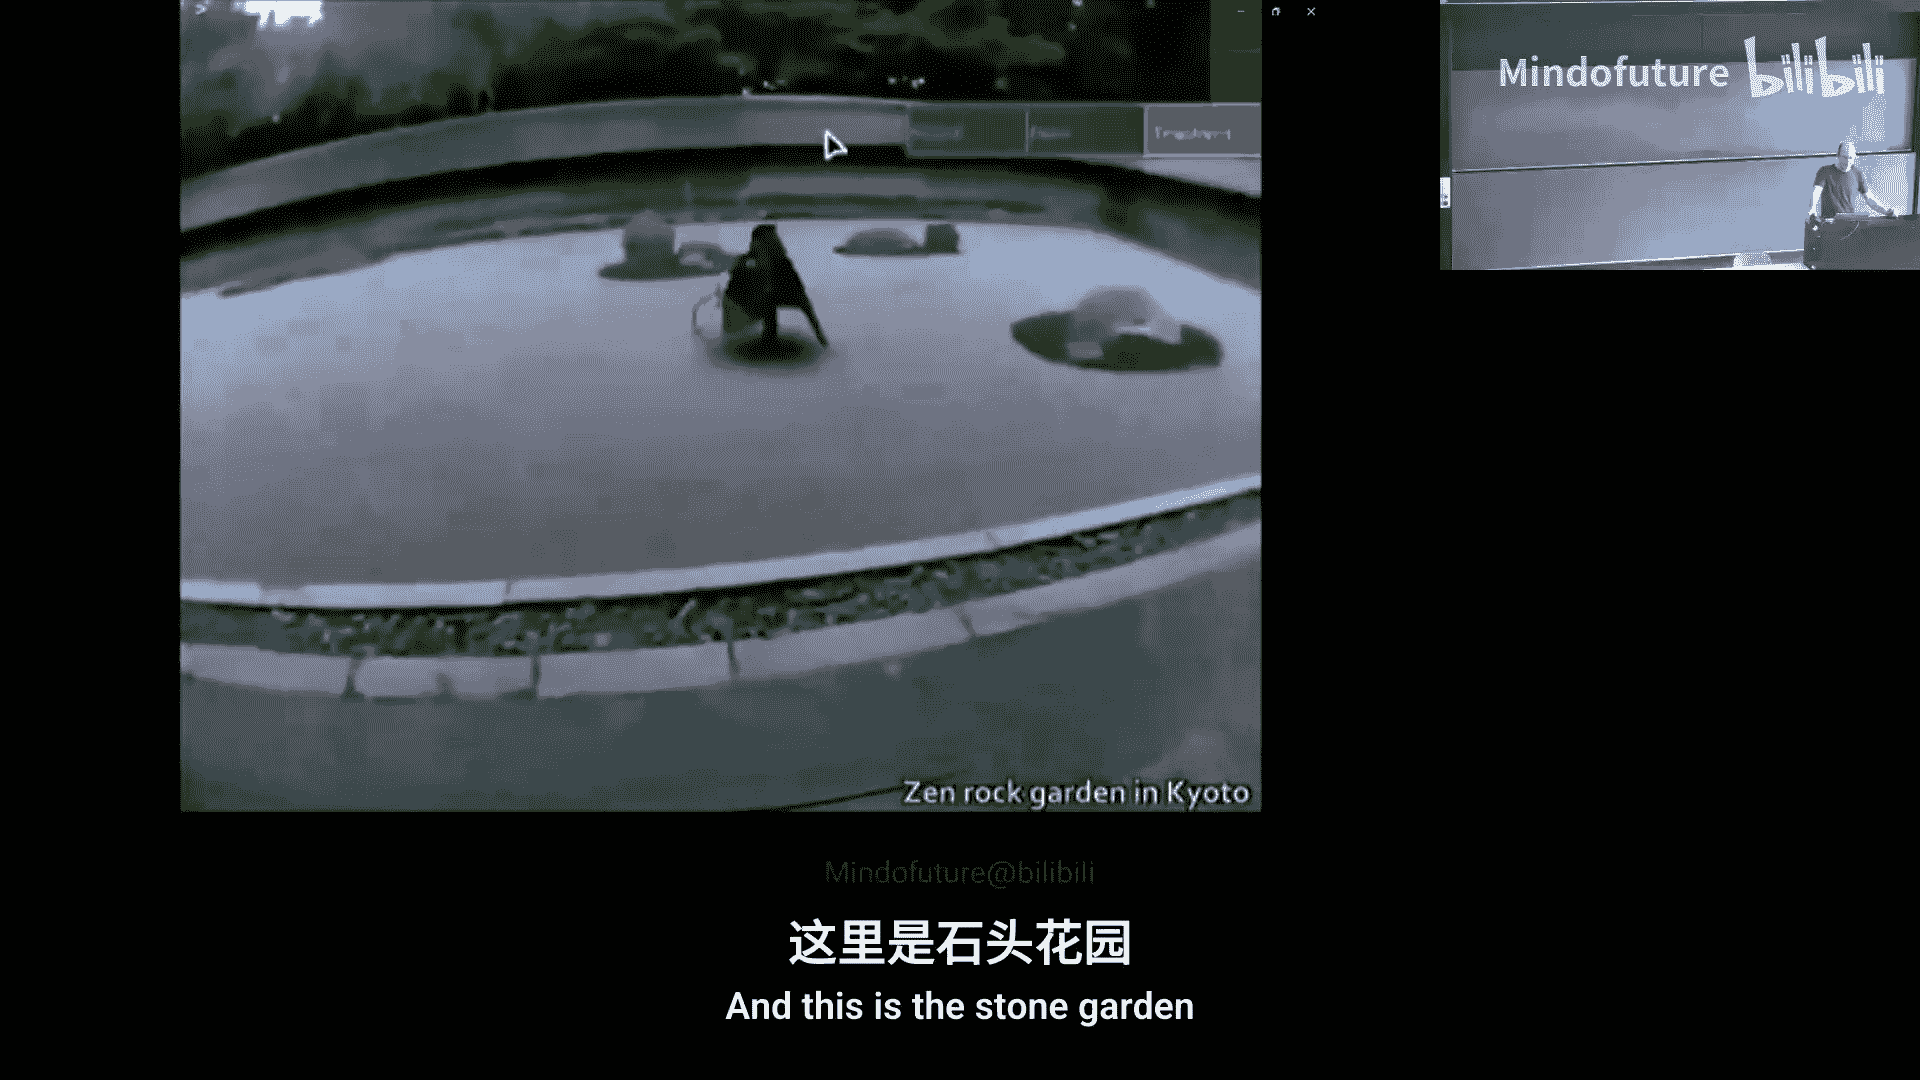 Mindofuture bilibili
Zen rock garden in Kyoto
Mindofuture@bilibili
这里是石头花园
And this is the stone garden